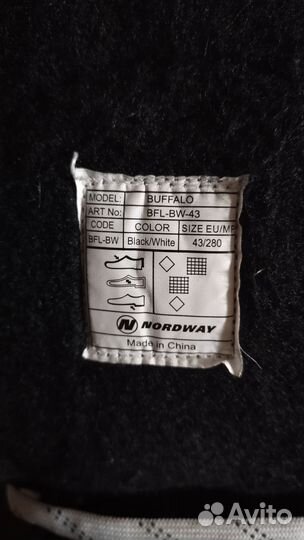 MODEL: BUFFALO
ART No: BFL-BW-43
CODE COLOR SIZE EU/MP
BFL-BW Black/White 43/280
N NORDWAY
Made in China
Avito